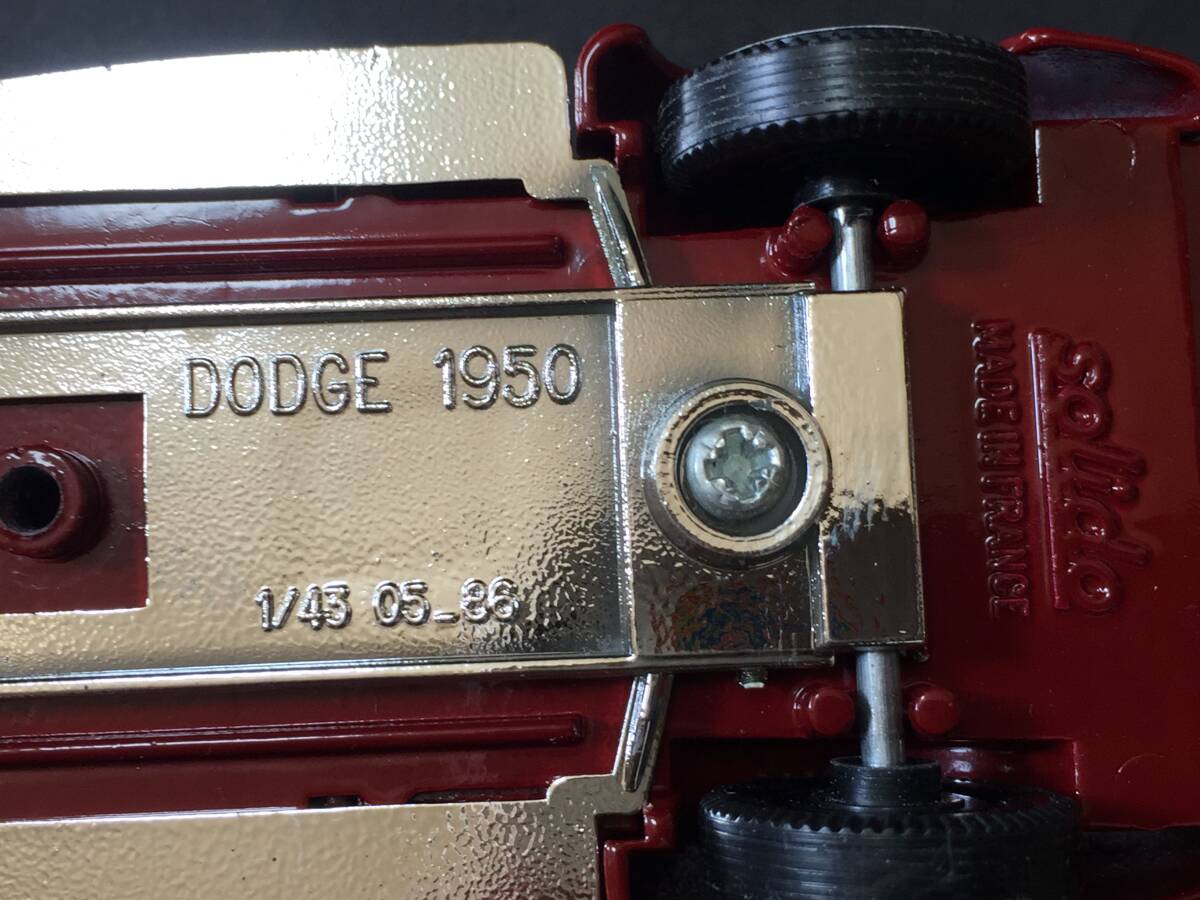 DODGE 1950
1/43 05_86
solido
MADE IN FRANCE